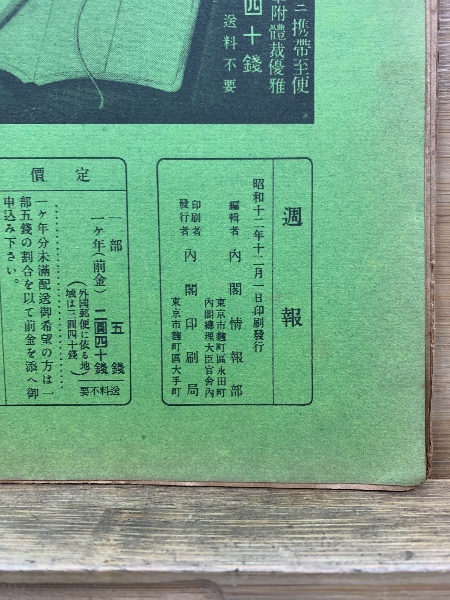 ニ携帶至便
附體裁優雅
四十錢
送料不要
週報
昭和十二年十二月一日印刷發行
編輯者 內閣情報部
東京市麴町區永田町
內閣總理大臣官舍內
印刷者
發行者
內閣印刷局
東京市麴町區大手町
定價
一部 五錢
一ヶ年(前金) 二圓四十錢
(外國郵便に依る地
域は三圓四十錢)
送料不要
一ヶ年分未滿配送御希望の方は一
部五錢の割合を以て前金を添へ御
申込み下さい。